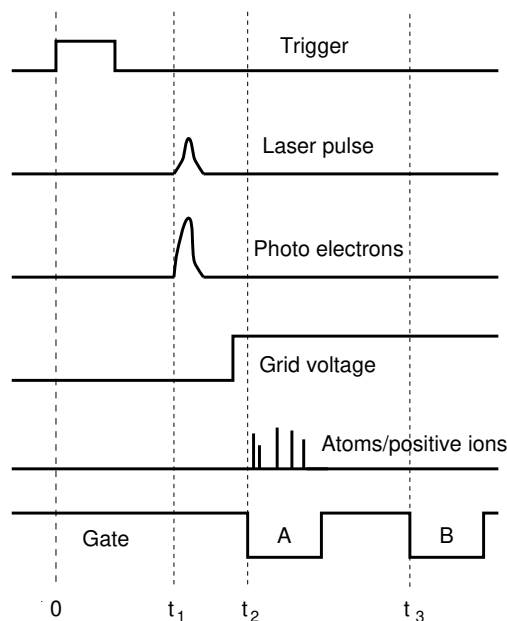 Trigger
Laser pulse
Photo electrons
Grid voltage
Atoms/positive ions
Gate
A
B
0
t1
t2
t3